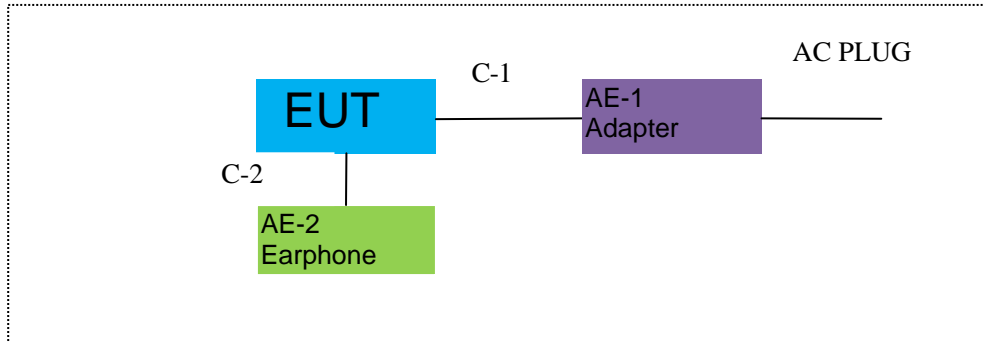 AC PLUG
C-1
EUT
AE-1
Adapter
C-2
AE-2
Earphone